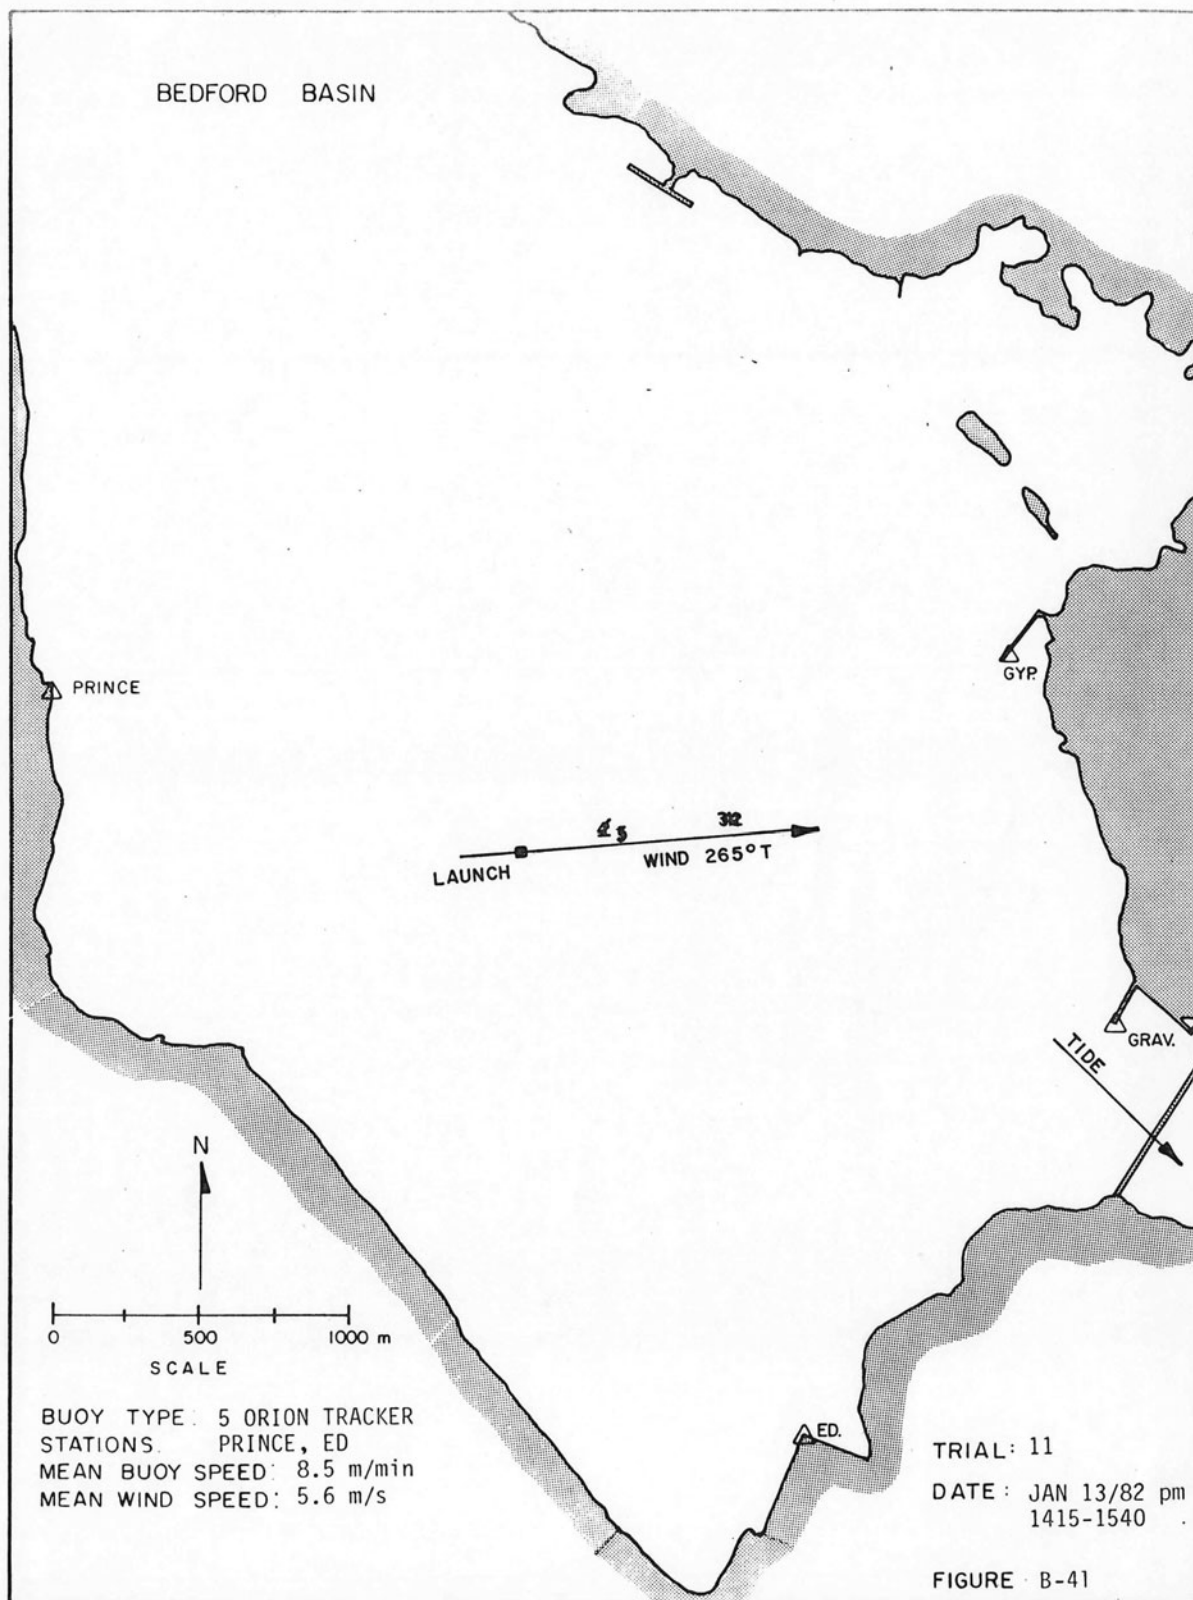 BEDFORD BASIN
PRINCE
GYP.
312
5
WIND 265°T
LAUNCH
GRAV.
TIDE
N
0 500 1000 m
SCALE
ED.
BUOY TYPE: 5 ORION TRACKER
STATIONS. PRINCE, ED
MEAN BUOY SPEED: 8.5 m/min
MEAN WIND SPEED: 5.6 m/s
TRIAL: 11
DATE: JAN 13/82 pm
1415-1540
FIGURE B-41